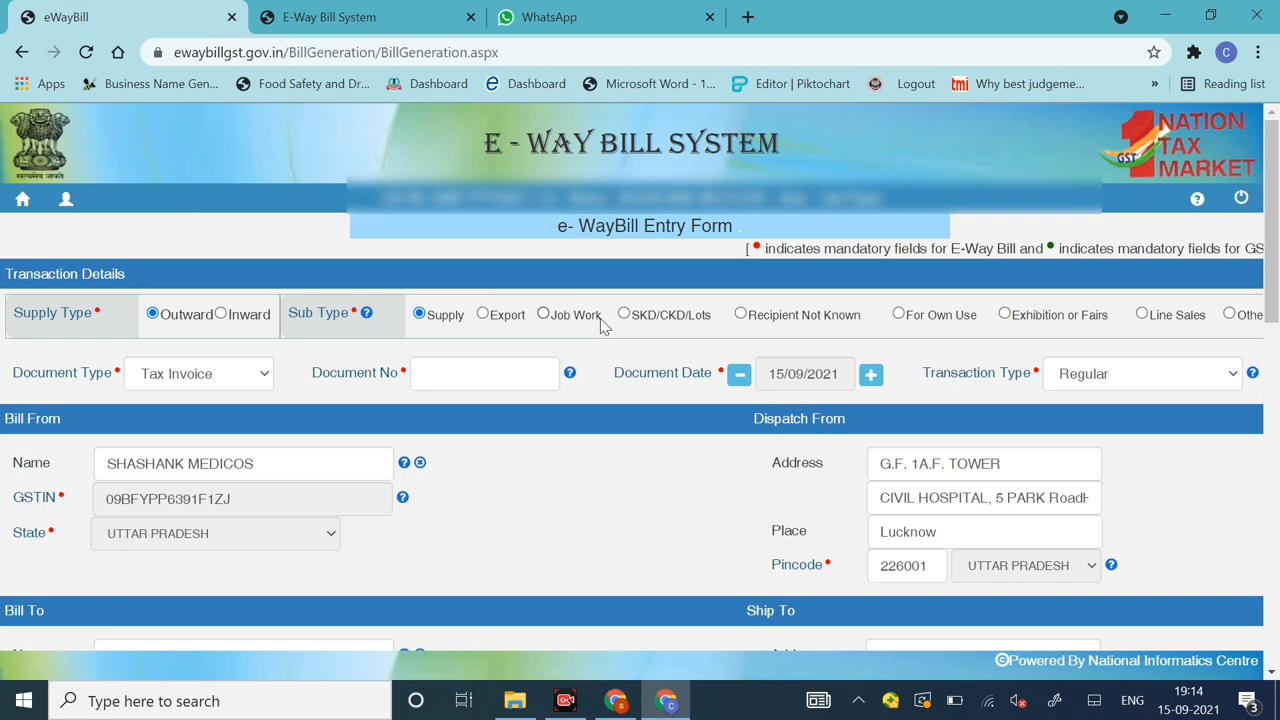 eWayBill
E-Way Bill System
WhatsApp
ewaybillgst.gov.in/BillGeneration/BillGeneration.aspx
C
Apps
Business Name Gen...
Food Safety and Dr...
Dashboard
Dashboard
Microsoft Word - 1...
Editor | Piktochart
Logout
tmi Why best judgeme...
»
Reading list
सत्यमेव जयते
E - WAY BILL SYSTEM
1 NATION
TAX
MARKET
GST
e- WayBill Entry Form
[ • indicates mandatory fields for E-Way Bill and • indicates mandatory fields for GS
Transaction Details
Supply Type • Outward Inward Sub Type • Supply Export Job Work SKD/CKD/Lots Recipient Not Known For Own Use Exhibition or Fairs Line Sales Othe
Document Type • Tax Invoice Document No • Document Date • - 15/09/2021 + Transaction Type • Regular
Bill From
Dispatch From
Name SHASHANK MEDICOS
Address G.F. 1A.F. TOWER
GSTIN • 09BFYPP6391F1ZJ
CIVIL HOSPITAL, 5 PARK RoadH
State • UTTAR PRADESH
Place Lucknow
Pincode • 226001 UTTAR PRADESH
Bill To
Ship To
©Powered By National Informatics Centre
Type here to search
ENG
19:14
15-09-2021
3